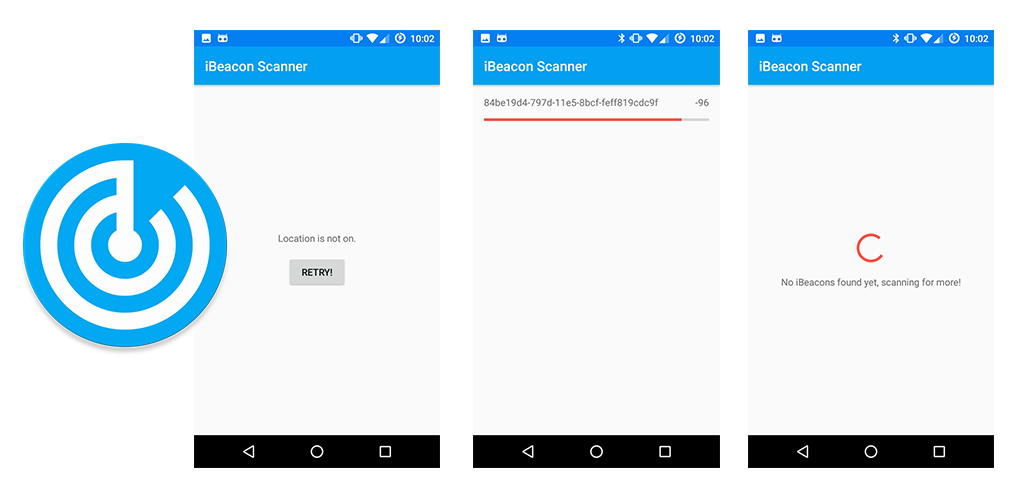 10:02
iBeacon Scanner
Location is not on.
RETRY!
10:02
iBeacon Scanner
84be19d4-797d-11e5-8bcf-feff819cdc9f -96
10:02
iBeacon Scanner
No iBeacons found yet, scanning for more!